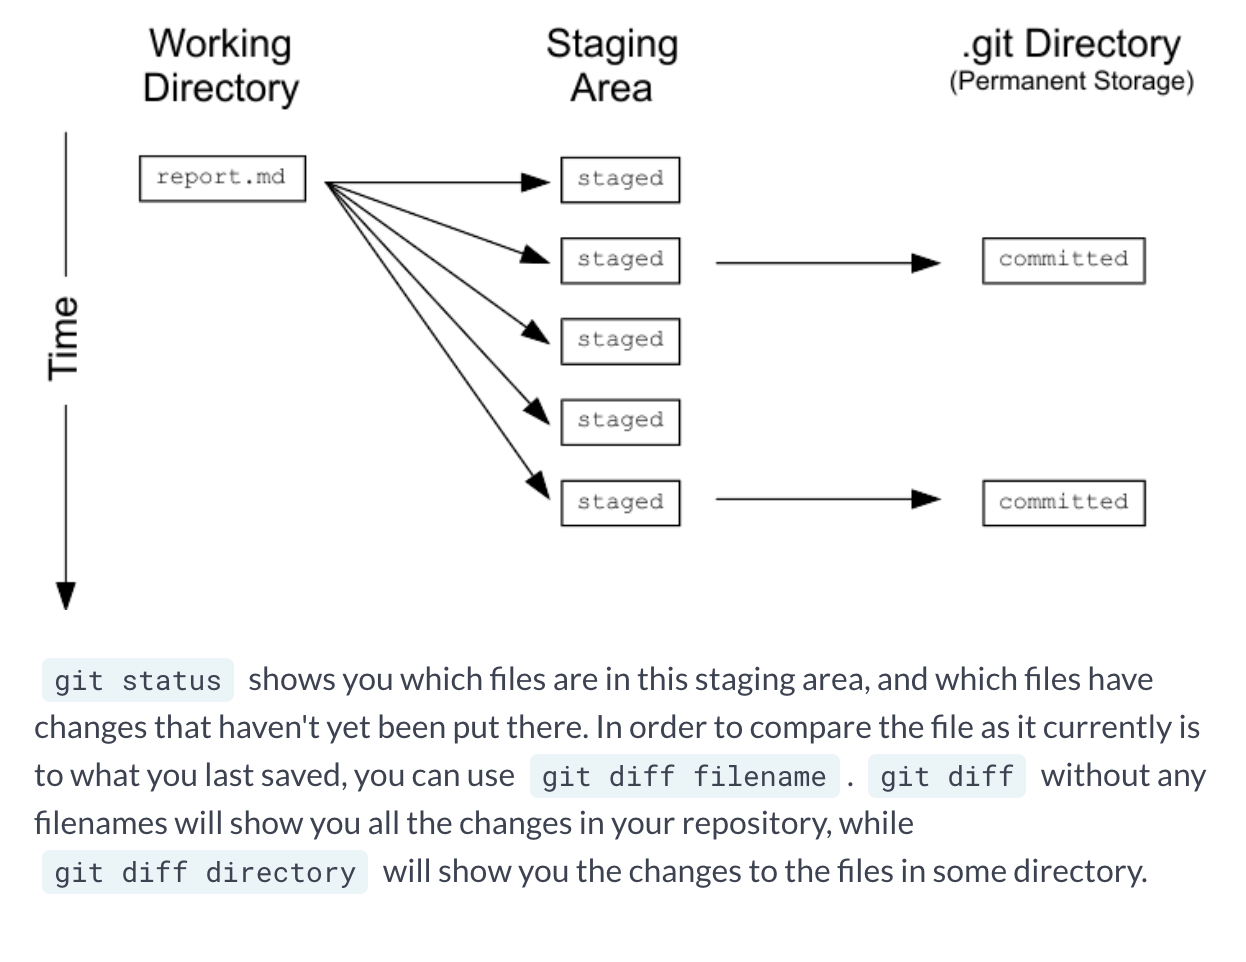 Working
Directory
Staging
Area
.git Directory
(Permanent Storage)
Time
report.md
staged
staged
committed
staged
staged
staged
committed
git status shows you which files are in this staging area, and which files have
changes that haven't yet been put there. In order to compare the file as it currently is
to what you last saved, you can use git diff filename. git diff without any
filenames will show you all the changes in your repository, while
git diff directory will show you the changes to the files in some directory.